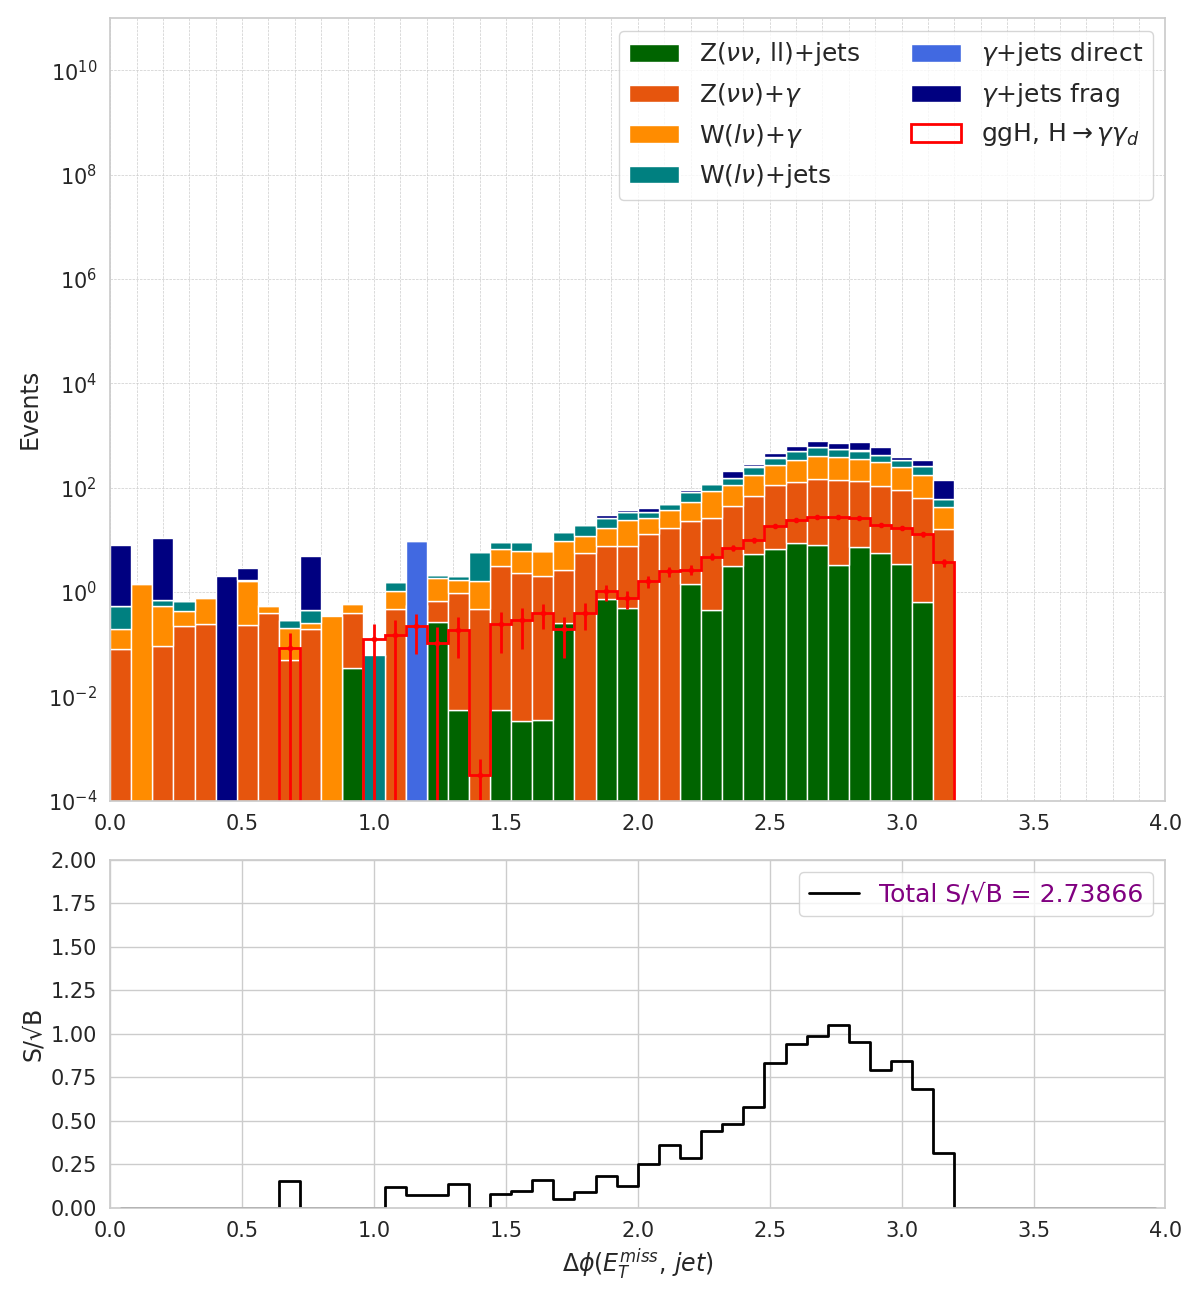 Z(νν, ll)+jets
Z(νν)+γ
W(lν)+γ
W(lν)+jets
γ+jets direct
γ+jets frag
ggH, H→γγ_d
Events
10^10
10^8
10^6
10^4
10^2
10^0
10^−2
10^−4
0.0 0.5 1.0 1.5 2.0 2.5 3.0 3.5 4.0
Total S/√B = 2.73866
S/√B
2.00
1.75
1.50
1.25
1.00
0.75
0.50
0.25
0.00
0.0 0.5 1.0 1.5 2.0 2.5 3.0 3.5 4.0
Δϕ(E_T^miss, jet)